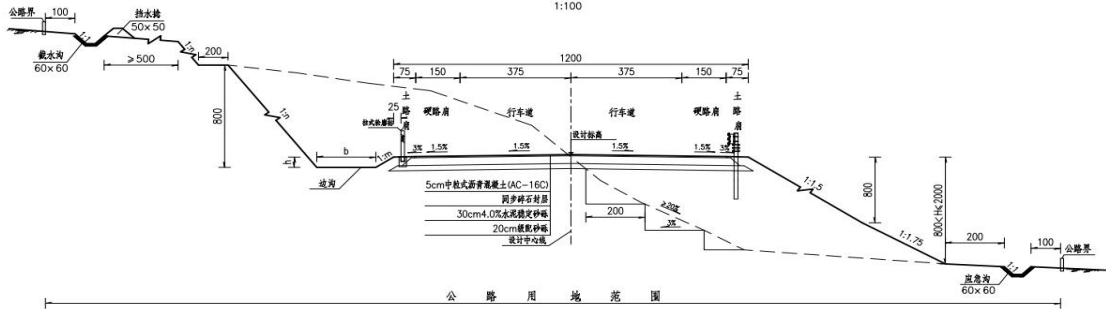 1:100
公路界
100
挡水埝
50×50
1:1
截水沟
60×60
≥500
1:n
200
800
1:n
1200
75
150
375
375
150
75
土路肩
硬路肩
行车道
行车道
硬路肩
土路肩
25
设计标高
3%
1.5%
1.5%
1.5%
1.5%
3%
b
h
1:m
边沟
5cm中粒式沥青混凝土(AC-16C)
同步碎石封层
30cm4.0%水泥稳定砂砾
20cm级配砂砾
设计中心线
200
≥20%
3%
1:1.5
800
1:1.75
800<H≤2000
200
100
公路界
1:1
应急沟
60×60
公路用地范围